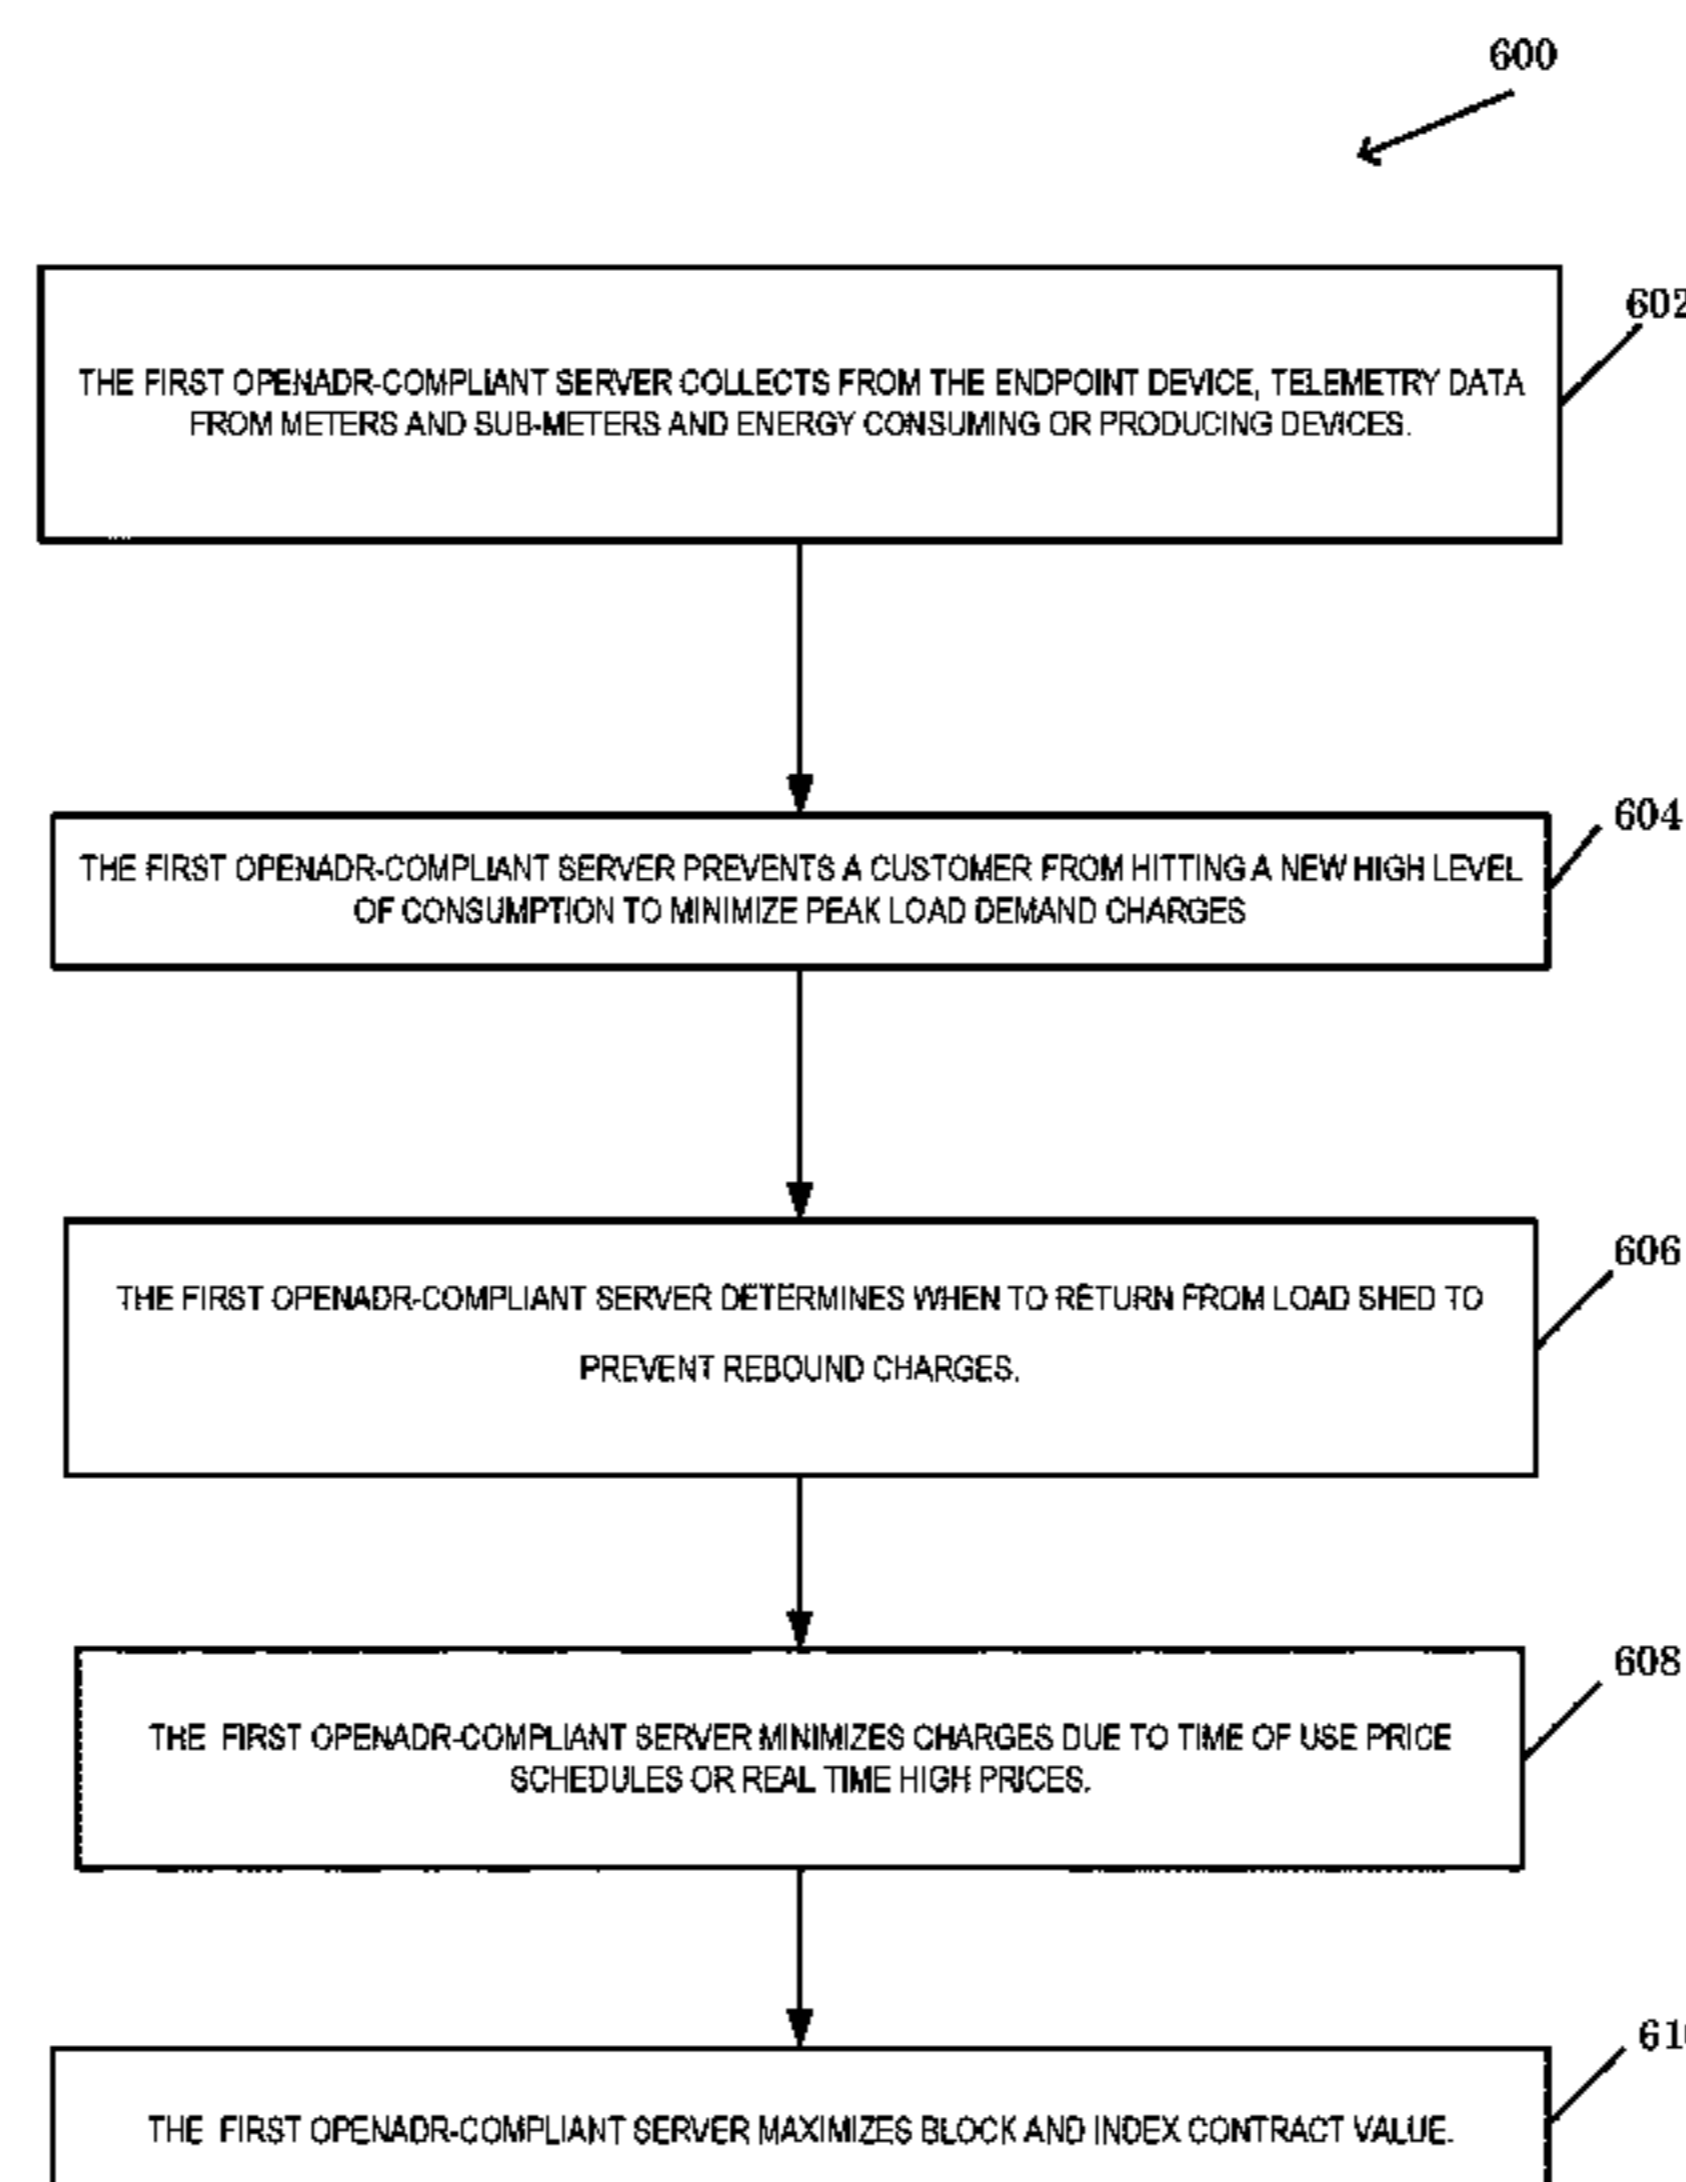 600
602
THE FIRST OPENADR-COMPLIANT SERVER COLLECTS FROM THE ENDPOINT DEVICE, TELEMETRY DATA
FROM METERS AND SUB-METERS AND ENERGY CONSUMING OR PRODUCING DEVICES.
604
THE FIRST OPENADR-COMPLIANT SERVER PREVENTS A CUSTOMER FROM HITTING A NEW HIGH LEVEL
OF CONSUMPTION TO MINIMIZE PEAK LOAD DEMAND CHARGES
606
THE FIRST OPENADR-COMPLIANT SERVER DETERMINES WHEN TO RETURN FROM LOAD SHED TO
PREVENT REBOUND CHARGES.
608
THE FIRST OPENADR-COMPLIANT SERVER MINIMIZES CHARGES DUE TO TIME OF USE PRICE
SCHEDULES OR REAL TIME HIGH PRICES.
610
THE FIRST OPENADR-COMPLIANT SERVER MAXIMIZES BLOCK AND INDEX CONTRACT VALUE.